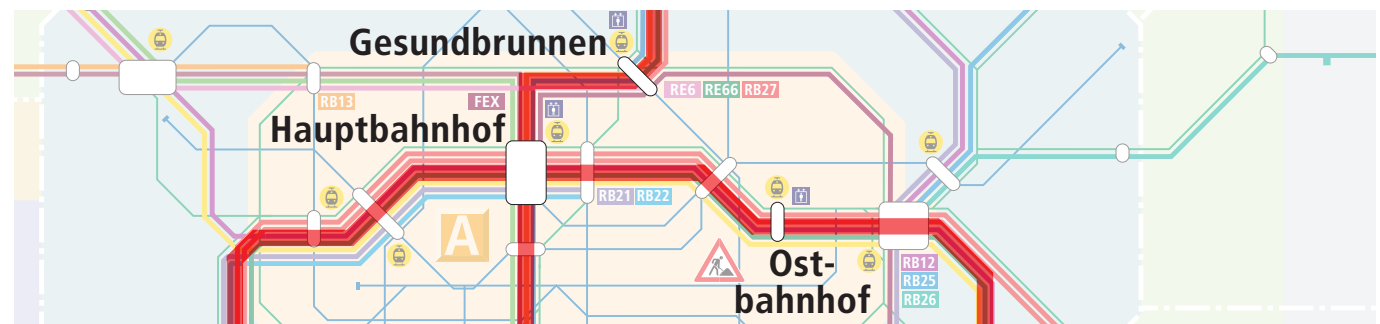 Gesundbrunnen
RB13
FEX
RE6 RE66 RB27
Hauptbahnhof
RB21 RB22
A
Ost-
bahnhof
RB12
RB25
RB26